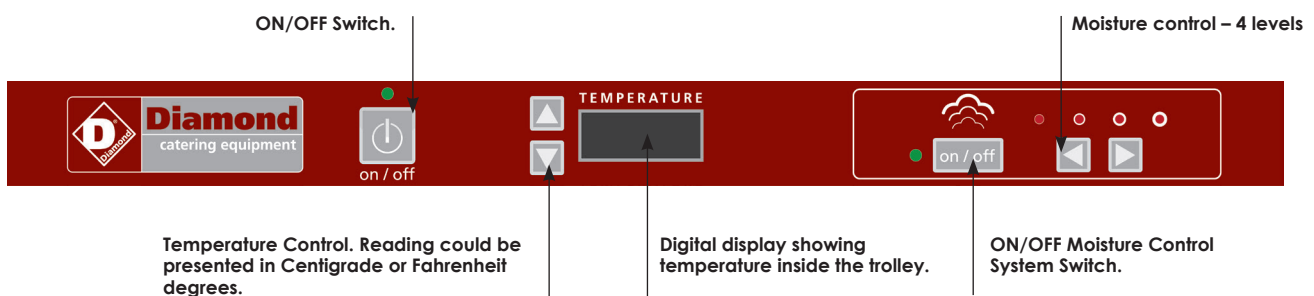 ON/OFF Switch.
Moisture control – 4 levels
TEMPERATURE
D
Diamond
Diamond
catering equipment
on / off
on / off
Temperature Control. Reading could be
presented in Centigrade or Fahrenheit
degrees.
Digital display showing
temperature inside the trolley.
ON/OFF Moisture Control
System Switch.